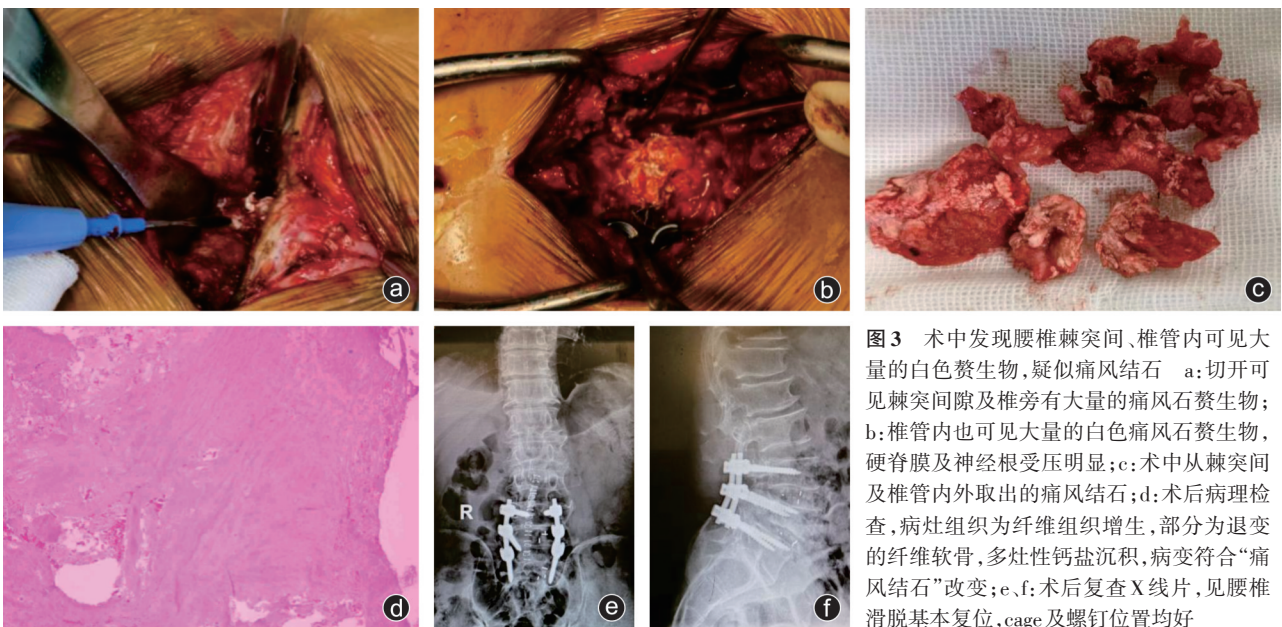 a
b
c
d
R
e
f
图3 术中发现腰椎棘突间、椎管内可见大
量的白色赘生物,疑似痛风结石 a:切开可
见棘突间隙及椎旁有大量的痛风石赘生物;
b:椎管内也可见大量的白色痛风石赘生物,
硬脊膜及神经根受压明显;c:术中从棘突间
及椎管内外取出的痛风结石;d:术后病理检
查,病灶组织为纤维组织增生,部分为退变
的纤维软骨,多灶性钙盐沉积,病变符合“痛
风结石”改变;e、f:术后复查X线片,见腰椎
滑脱基本复位,cage及螺钉位置均好